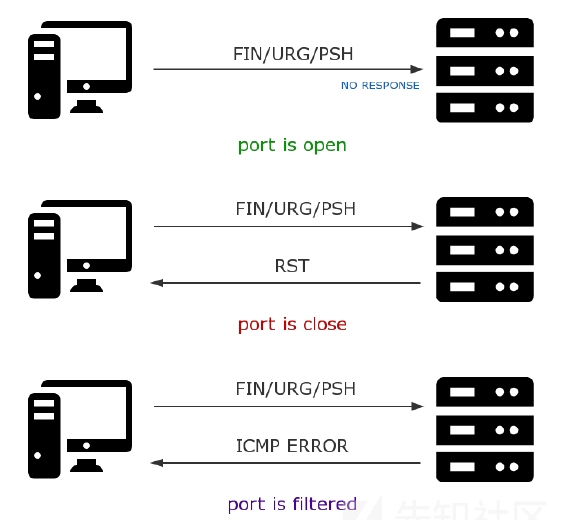 FIN/URG/PSH
NO RESPONSE
port is open
FIN/URG/PSH
RST
port is close
FIN/URG/PSH
ICMP ERROR
port is filtered
先知社区